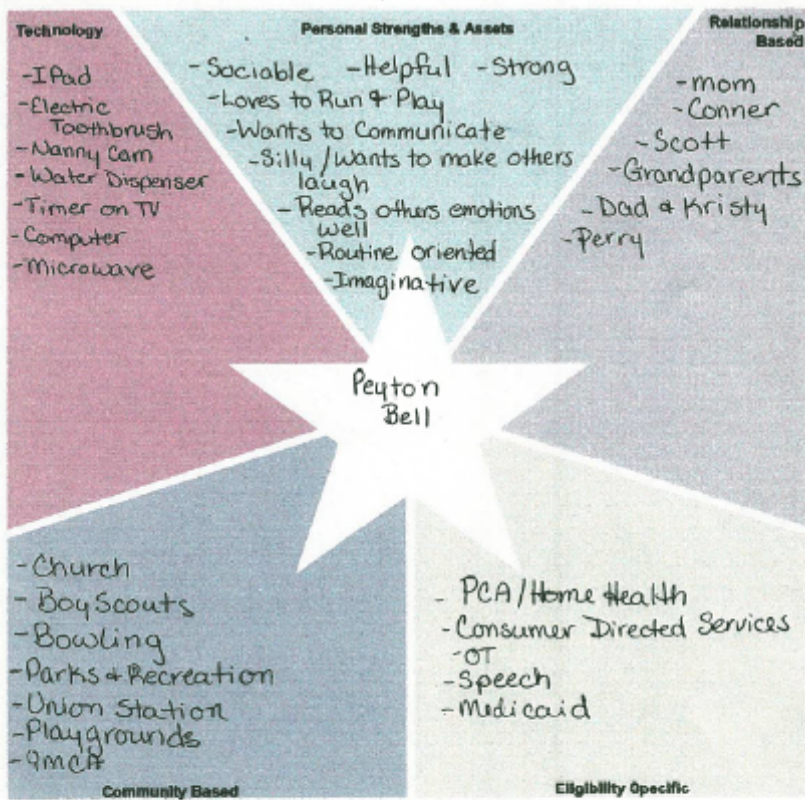 Technology
-IPad
-Electric
Toothbrush
-Nanny Cam
-Water Dispenser
-Timer on TV
-Computer
-Microwave
Personal Strengths & Assets
-Sociable -Helpful -Strong
-Loves to Run & Play
-Wants to Communicate
-Silly/Wants to make others
laugh
-Reads others emotions
well
-Routine oriented
-Imaginative
Relationship
Based
-mom
-Conner
-Scott
-Grandparents
-Dad & Kristy
-Perry
Peyton
Bell
-Church
-BoyScouts
-Bowling
-Parks & Recreation
-Union Station
-Playgrounds
-YMCA
Community Based
- PCA/Home Health
-Consumer Directed Services
-OT
-Speech
-Medicaid
Eligibility Specific